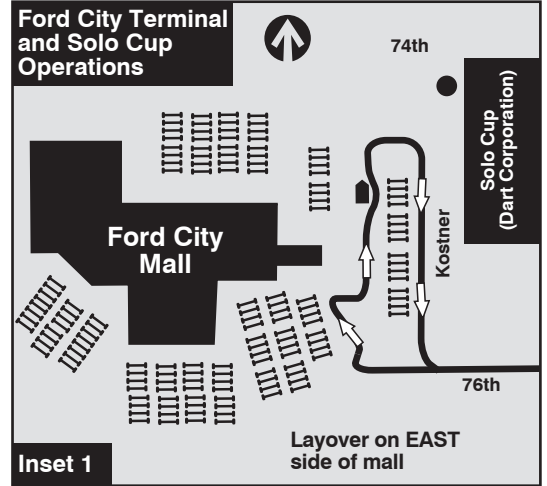 Ford City Terminal
and Solo Cup
Operations
74th
Solo Cup
(Dart Corporation)
Ford City
Mall
Kostner
76th
Layover on EAST
side of mall
Inset 1